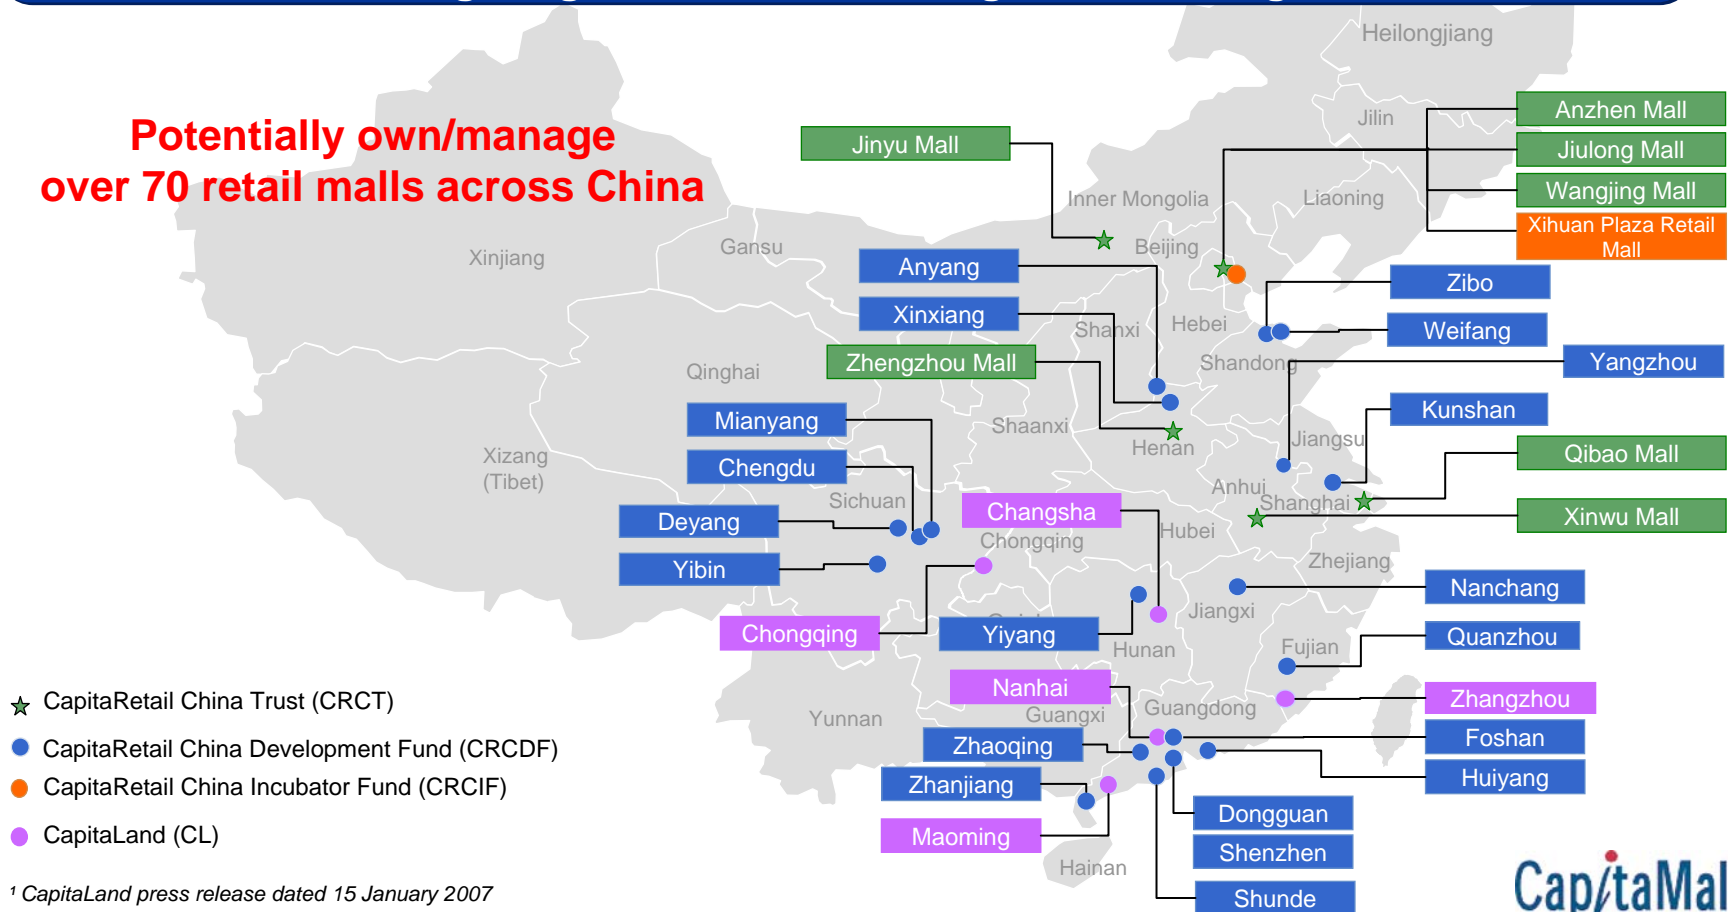 Heilongjiang
Potentially own/manage
over 70 retail malls across China
Jinyu Mall
Jilin
Anzhen Mall
Jiulong Mall
Wangjing Mall
Xihuan Plaza Retail
Mall
Inner Mongolia
Liaoning
Xinjiang
Gansu
Beijing
Anyang
Zibo
Xinxiang
Shanxi
Hebei
Weifang
Zhengzhou Mall
Shandong
Yangzhou
Qinghai
Mianyang
Shaanxi
Henan
Jiangsu
Kunshan
Xizang
(Tibet)
Chengdu
Qibao Mall
Sichuan
Anhui
Shanghai
Deyang
Changsha
Xinwu Mall
Chongqing
Hubei
Yibin
Zhejiang
Nanchang
Jiangxi
Chongqing
Yiyang
Hunan
Fujian
Quanzhou
Nanhai
Zhangzhou
CapitaRetail China Trust (CRCT)
Yunnan
Guangxi
Guangdong
Foshan
CapitaRetail China Development Fund (CRCDF)
Zhaoqing
Huiyang
CapitaRetail China Incubator Fund (CRCIF)
Zhanjiang
Dongguan
CapitaLand (CL)
Maoming
Shenzhen
Hainan
Shunde
¹ CapitaLand press release dated 15 January 2007
CapitaMal